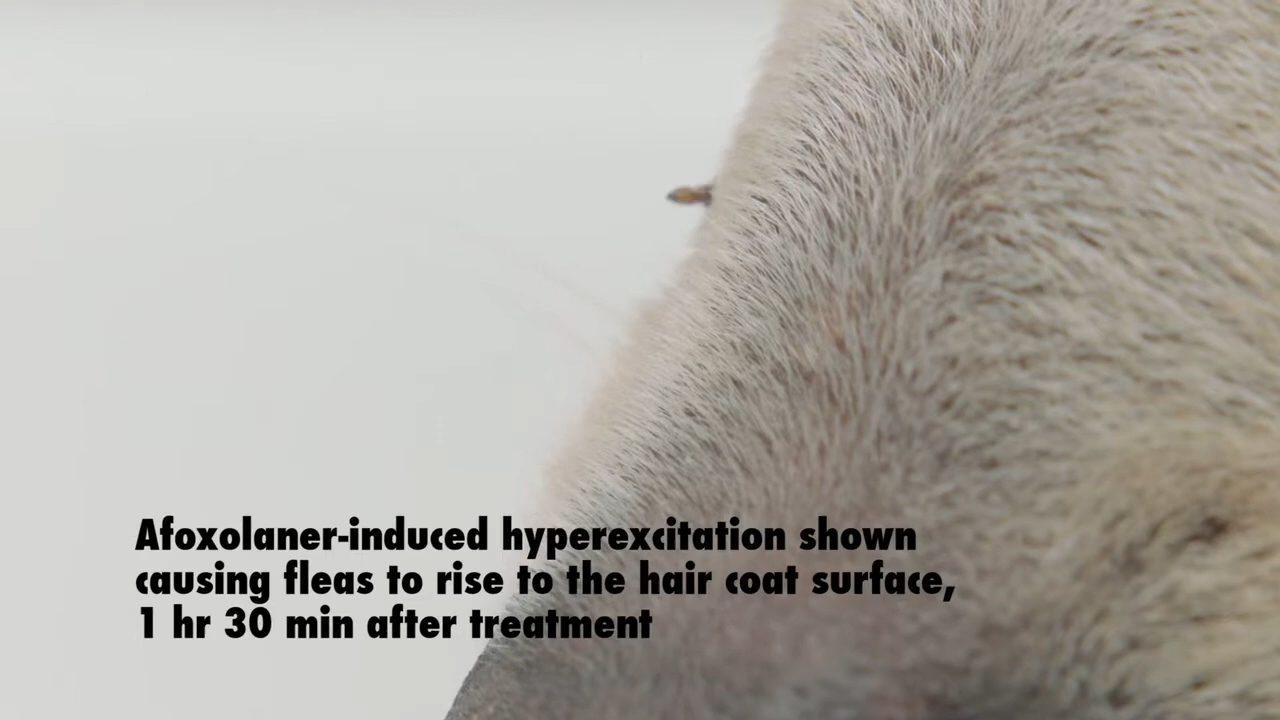 Afoxolaner-induced hyperexcitation shown
causing fleas to rise to the hair coat surface,
1 hr 30 min after treatment